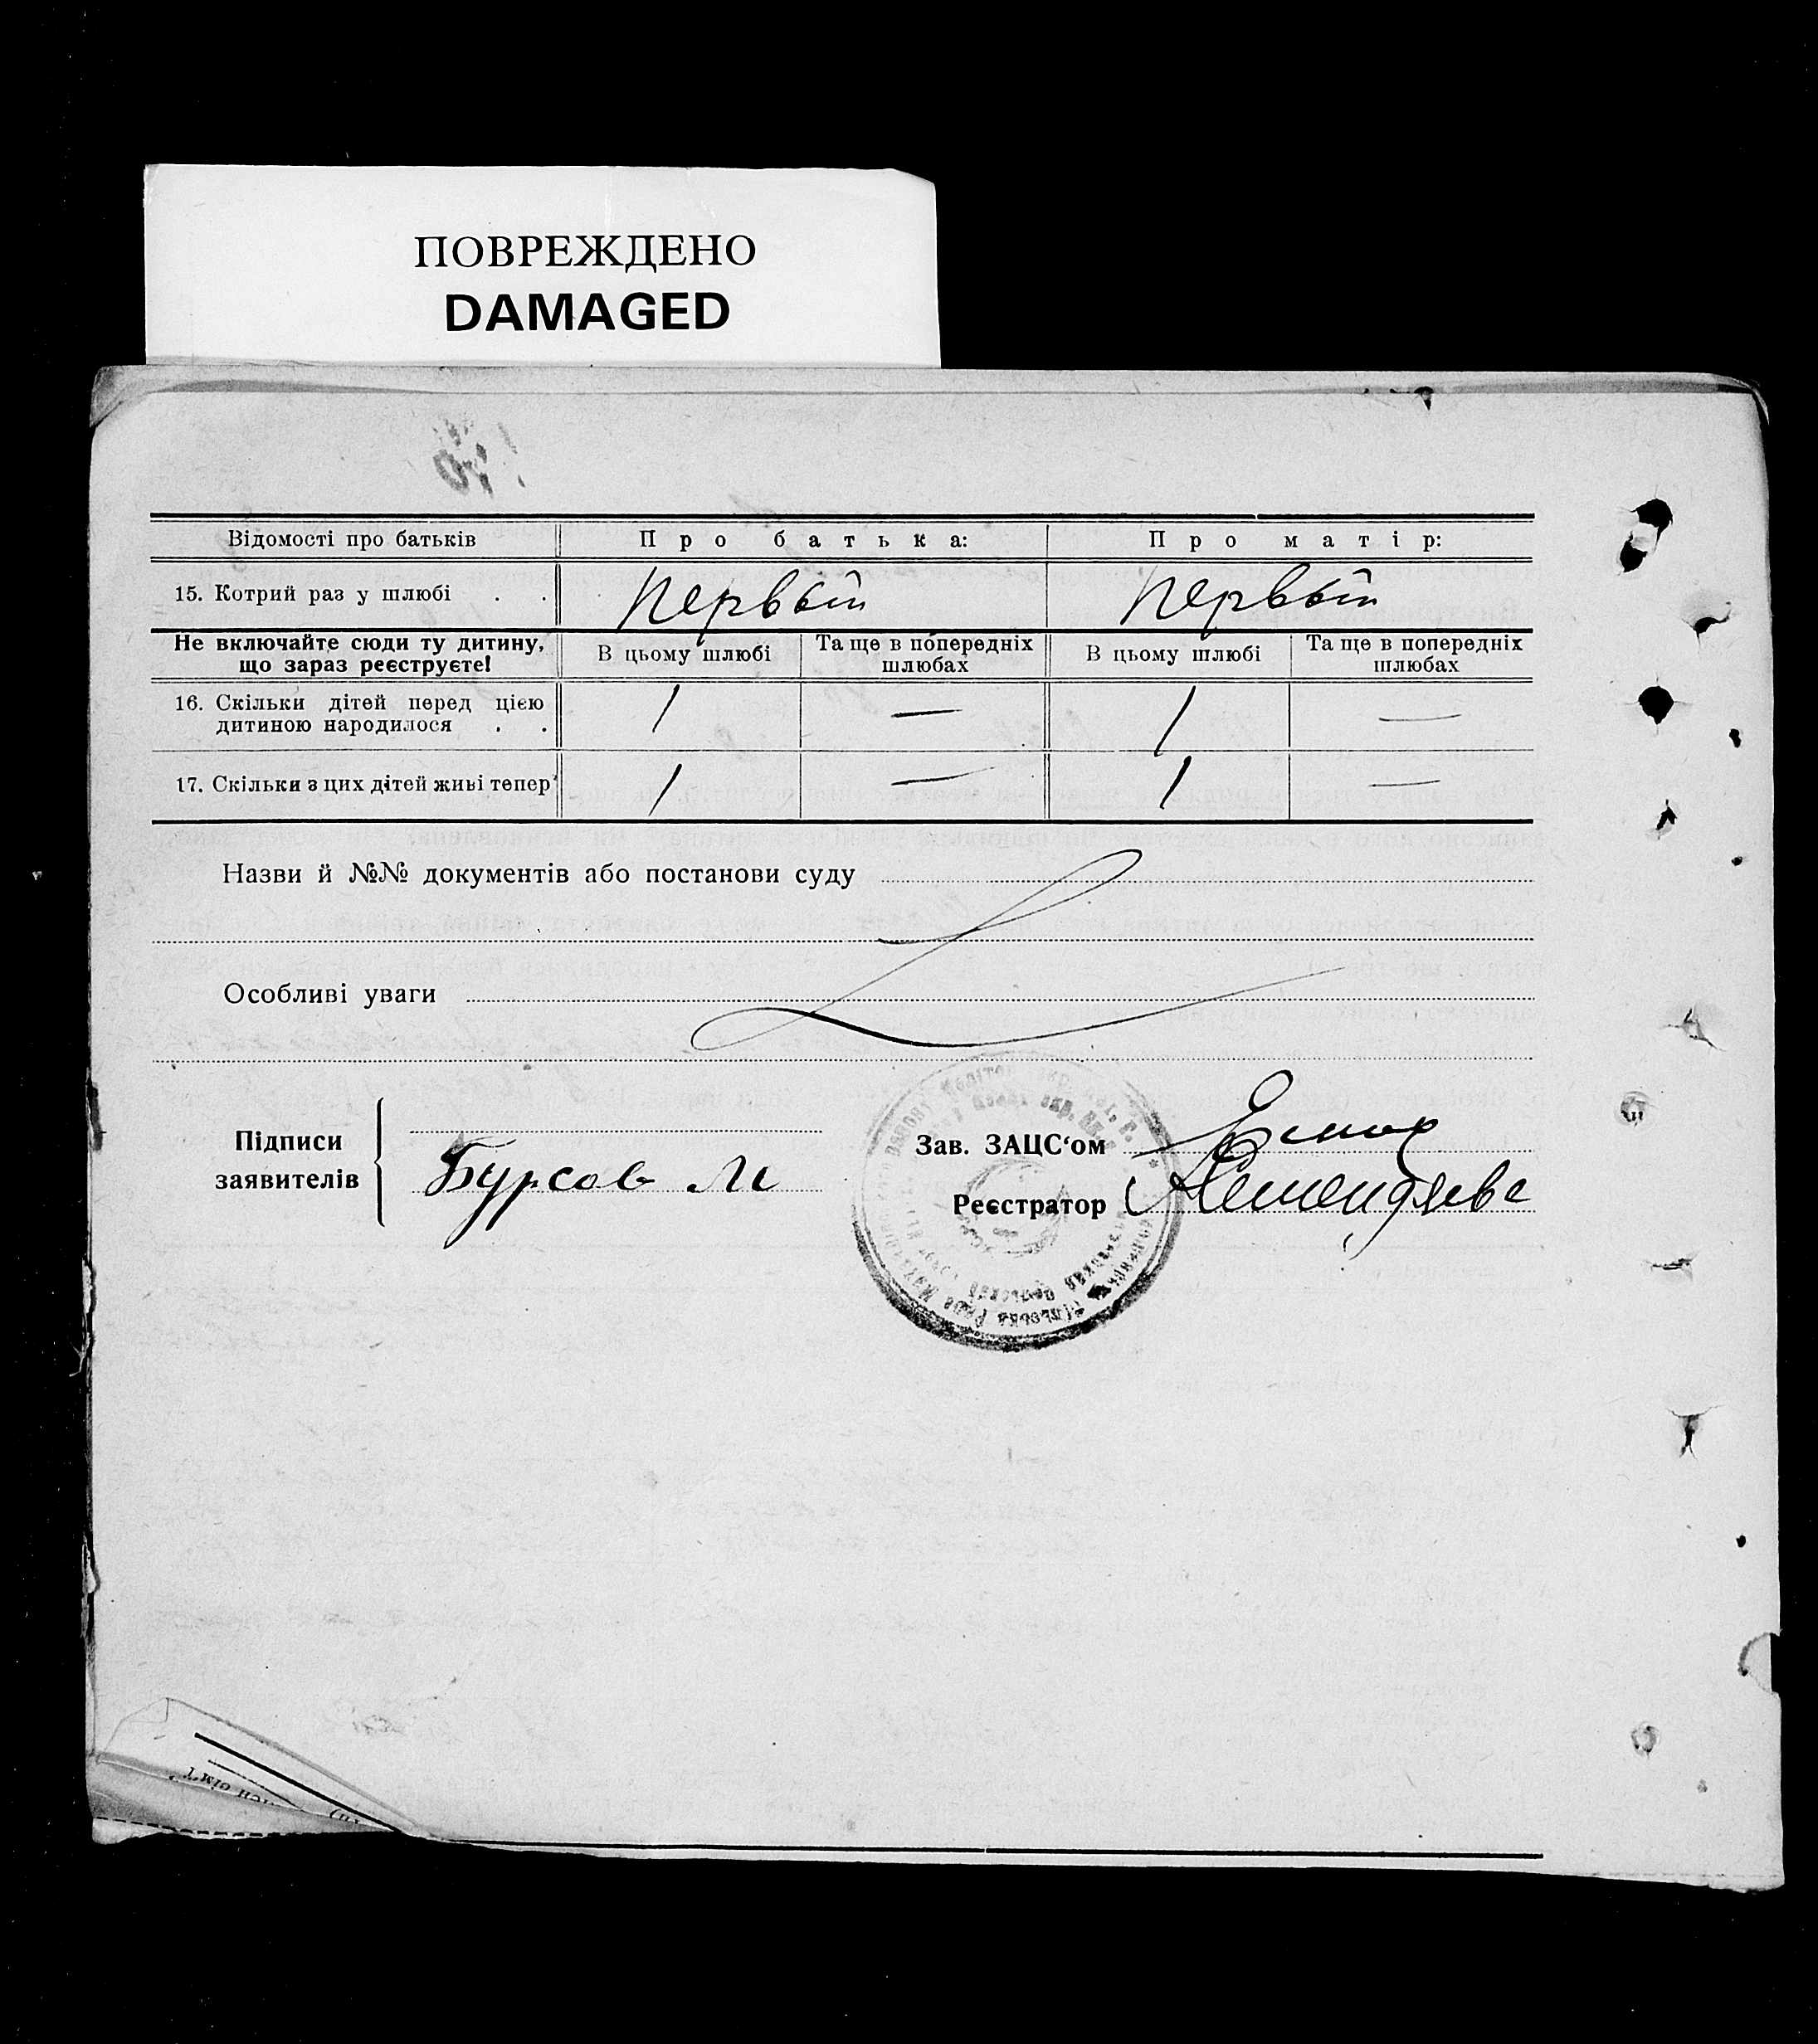 ПОВРЕЖДЕНО
DAMAGED
Відомості про батьків
Про батька:
Про матір:
15. Котрий раз у шлюбі . .
первый
первый
Не включайте сюди ту дитину,
що зараз реєструєте!
В цьому шлюбі
Та ще в попередніх
шлюбах
В цьому шлюбі
Та ще в попередніх
шлюбах
16. Скільки дітей перед цією
дитиною народилося . .
1
—
1
—
17. Скільки з цих дітей живі тепер
1
—
1
—
Назви й №№ документів або постанови суду
Особливі уваги
Підписи
заявителів
Бурсов М
Зав. ЗАЦС‘ом
Реєстратор